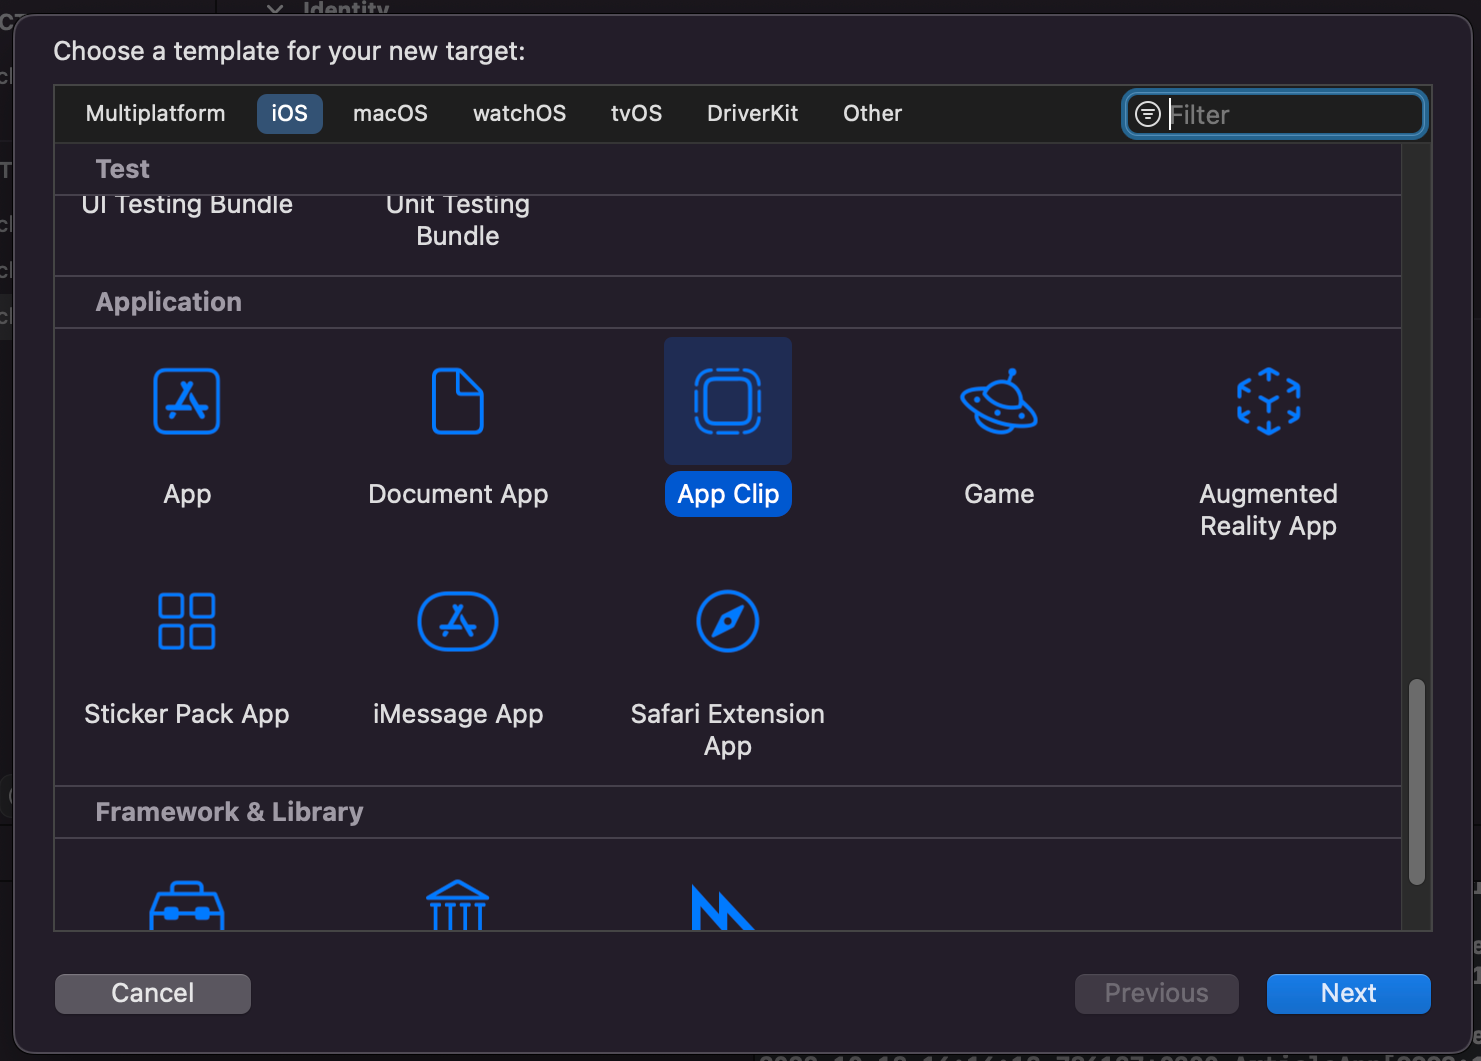 Identity
Choose a template for your new target:
Multiplatform iOS macOS watchOS tvOS DriverKit Other Filter
Test
UI Testing Bundle Unit Testing
Bundle
Application
App Document App App Clip Game Augmented
Reality App
Sticker Pack App iMessage App Safari Extension
App
Framework & Library
Cancel Previous Next